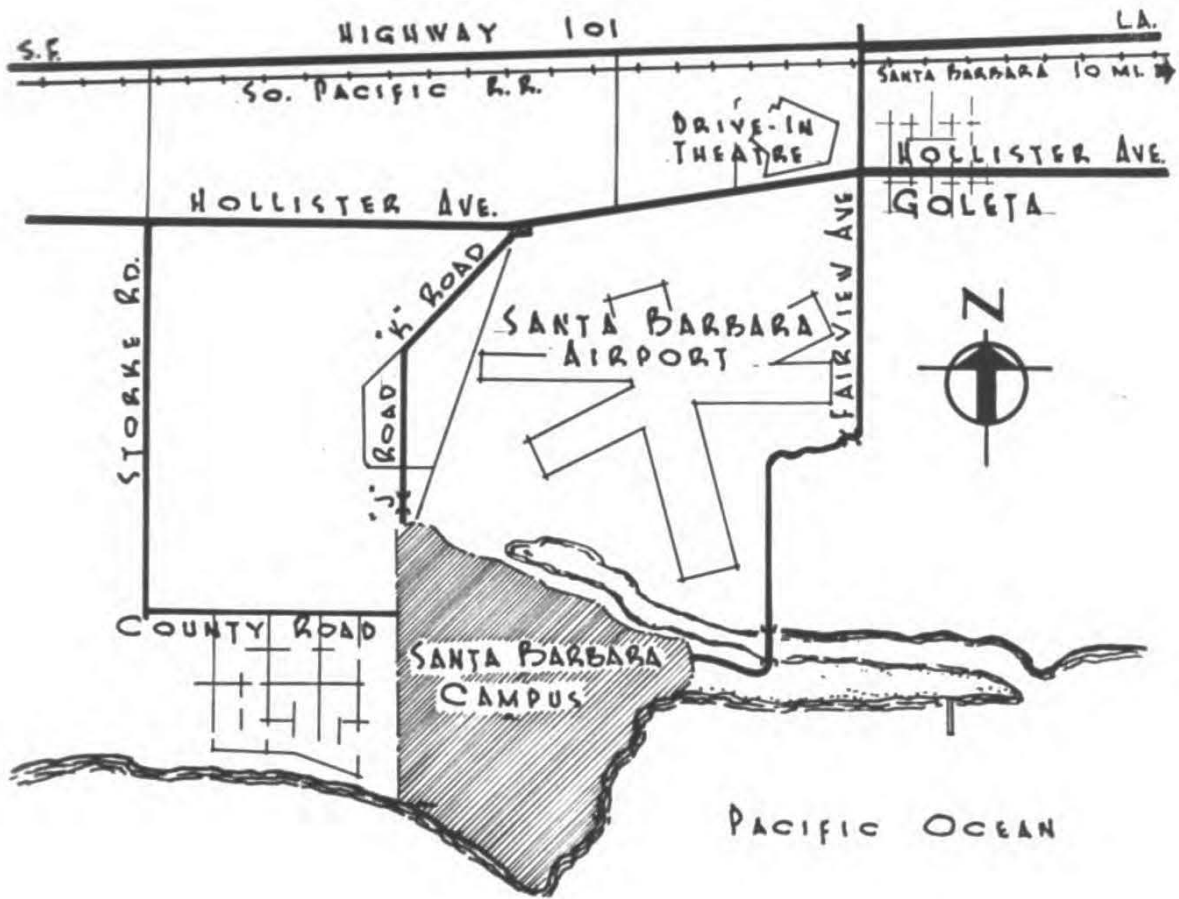 HIGHWAY 101
L.A.
S.F.
SO. PACIFIC R.R.
SANTA BARBARA 10 MI.
DRIVE-IN
THEATRE
HOLLISTER AVE.
HOLLISTER AVE.
GOLETA
STORKE RD.
"K" ROAD
"J" ROAD
SANTA BARBARA
AIRPORT
FAIRVIEW AVE
N
COUNTY ROAD
SANTA BARBARA
CAMPUS
PACIFIC OCEAN